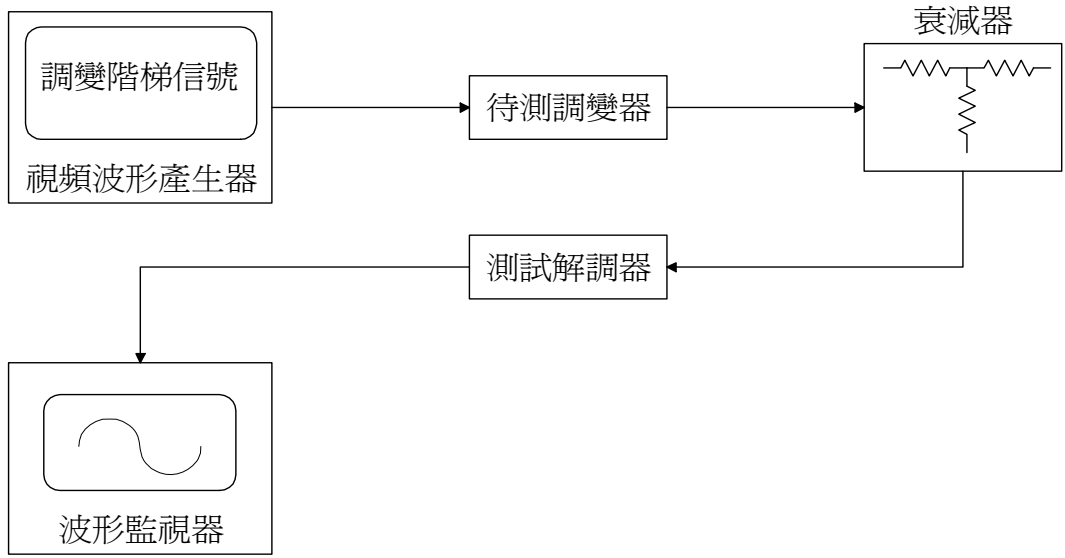 衰減器
調變階梯信號
待測調變器
視頻波形產生器
測試解調器
波形監視器